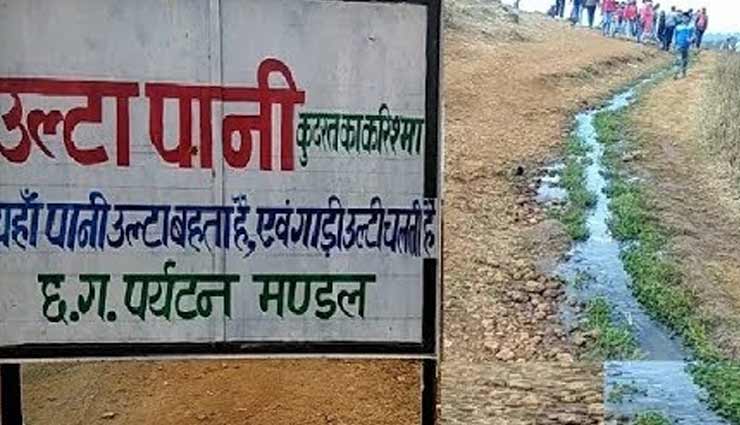 उल्टा पानी कुदरत का करिश्मा
यहाँ पानी उल्टा बहता है, एवं गाड़ी उल्टी चलती है
छ.ग. पर्यटन मण्डल